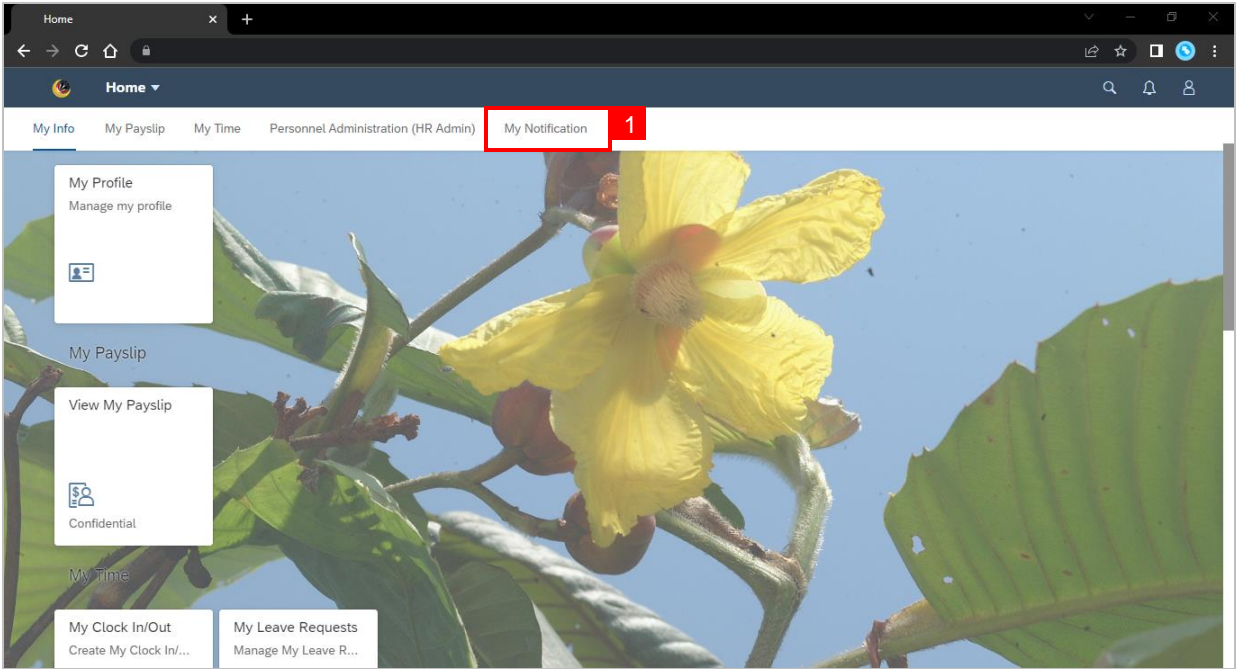 Home
Home
My Info My Payslip My Time Personnel Administration (HR Admin) My Notification 1
My Profile
Manage my profile
My Payslip
View My Payslip
Confidential
My Time
My Clock In/Out
Create My Clock In/...
My Leave Requests
Manage My Leave R...